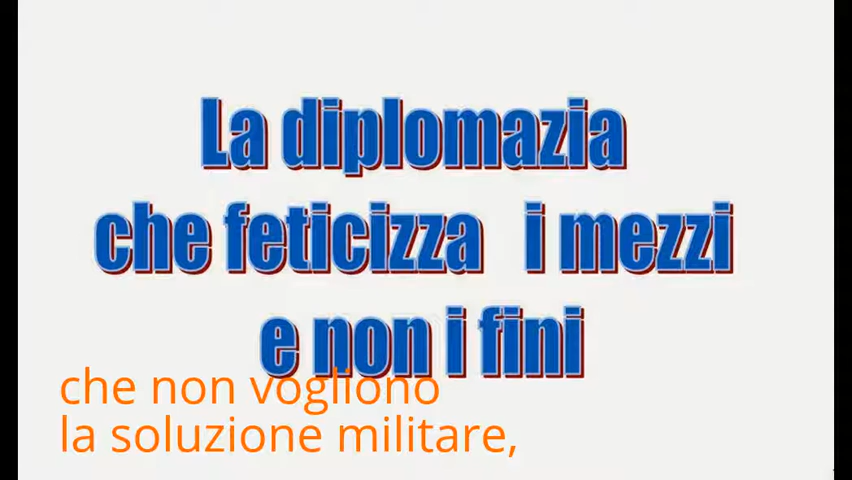 La diplomazia
che feticizza i mezzi
e non i fini
che non vogliono
la soluzione militare,